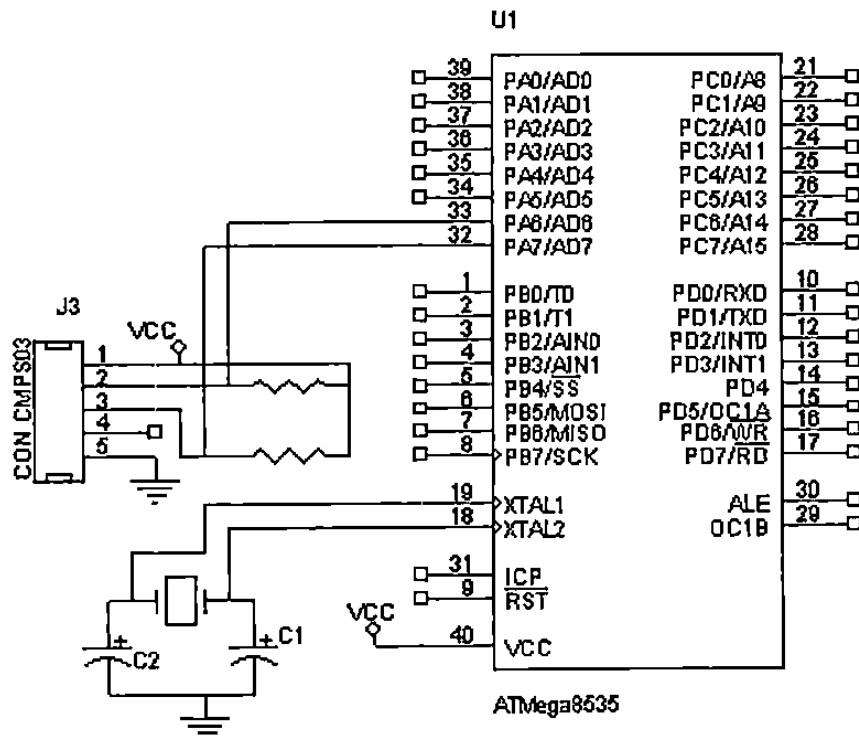 U1
39 PA0/AD0 PC0/A8 21
38 PA1/AD1 PC1/A9 22
37 PA2/AD2 PC2/A10 23
36 PA3/AD3 PC3/A11 24
35 PA4/AD4 PC4/A12 25
34 PA5/AD5 PC5/A13 26
33 PA6/AD6 PC6/A14 27
32 PA7/AD7 PC7/A15 28
1 PB0/T0 PD0/RXD 10
2 PB1/T1 PD1/TXD 11
3 PB2/AIN0 PD2/INT0 12
4 PB3/AIN1 PD3/INT1 13
5 PB4/SS PD4 14
6 PB5/MOSI PD5/OC1A 15
7 PB6/MISO PD6/WR 16
8 PB7/SCK PD7/RD 17
19 XTAL1 ALE 30
18 XTAL2 OC1B 29
31 ICP
9 RST
VCC
40 VCC
ATMega8535
J3
VCC
CON CMPS03
1
2
3
4
5
C2
C1